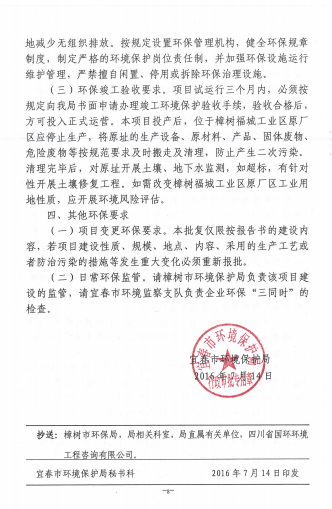 地减少无组织排放。按规定设置环保管理机构，健全环保规章
制度，制定严格的环境保护岗位责任制，并加强环保设施运行
维护管理，严禁擅自闲置、停用或拆除环保治理设施。
（三）环保竣工验收要求。项目试运行三个月内，必须按
规定向我局书面申请办理竣工环境保护验收手续，验收合格后，
方可投入正式运营。本项目投产后，位于樟树福城工业区原厂
区应停止生产，将原址的生产设备、原材料、产品、固体废物、
危险废物等按规范要求及时搬走及清理，防止产生二次污染。
清理完毕后，对原址开展土壤、地下水监测，如超标，有针对
性开展土壤修复工程。如需改变樟树福城工业区原厂区工业用
地性质，应开展环境风险评估。
四、其他环保要求
（一）项目变更环保要求。本批复仅限按报告书的建设内
容，若项目建设性质、规模、地点、内容、采用的生产工艺或
者防治污染的措施等发生重大变化必须重新报批。
（二）日常环保监管。请樟树市环境保护局负责该项目建
设的监管，请宜春市环境监察支队负责企业环保“三同时”的
检查。
宜春市环境保护局
2016年7月14日
宜春市环境保护局
行政审批专用章
抄送：樟树市环保局，局相关科室，局直属有关单位，四川省国环环境
工程咨询有限公司。
宜春市环境保护局秘书科 2016年7月14日印发
—8—